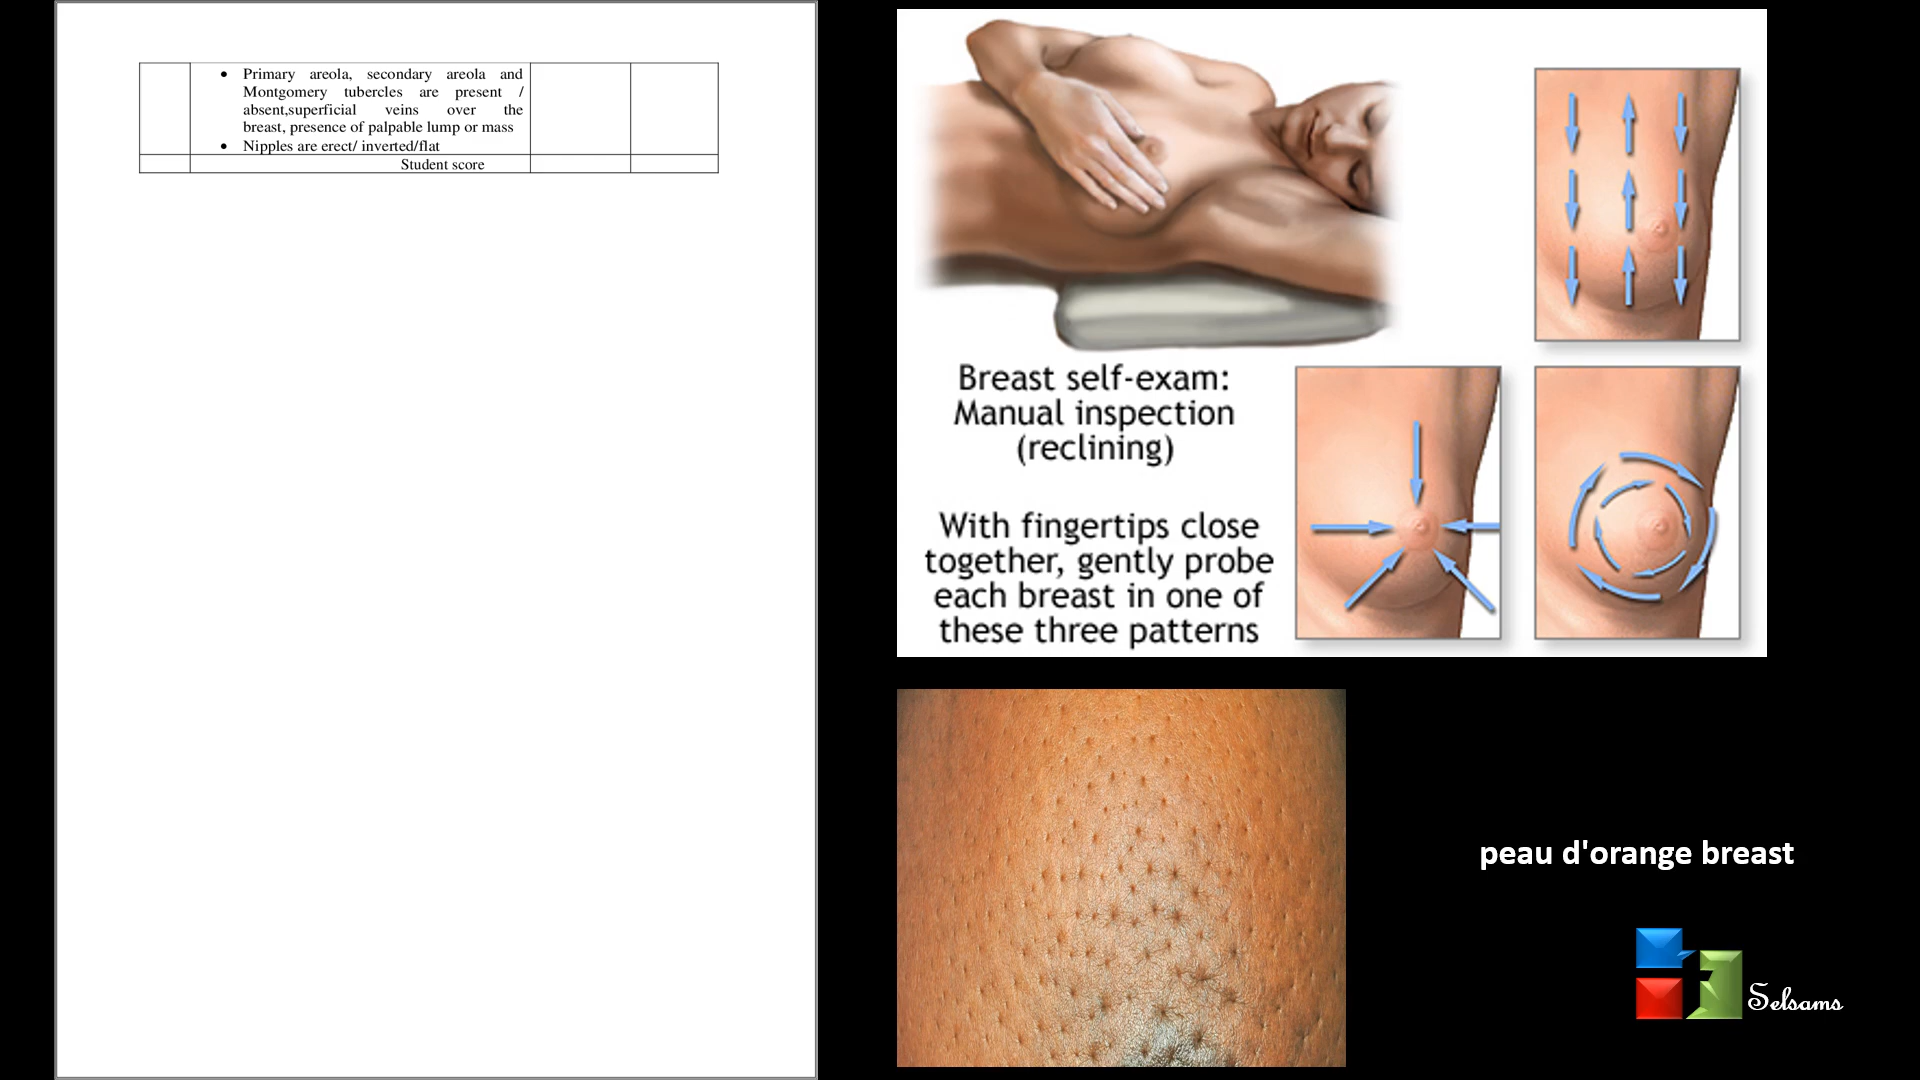 Primary areola, secondary areola and
Montgomery tubercles are present /
absent,superficial veins over the
breast, presence of palpable lump or mass
Nipples are erect/ inverted/flat
Student score
Breast self-exam:
Manual inspection
(reclining)
With fingertips close
together, gently probe
each breast in one of
these three patterns
peau d'orange breast
Selsams